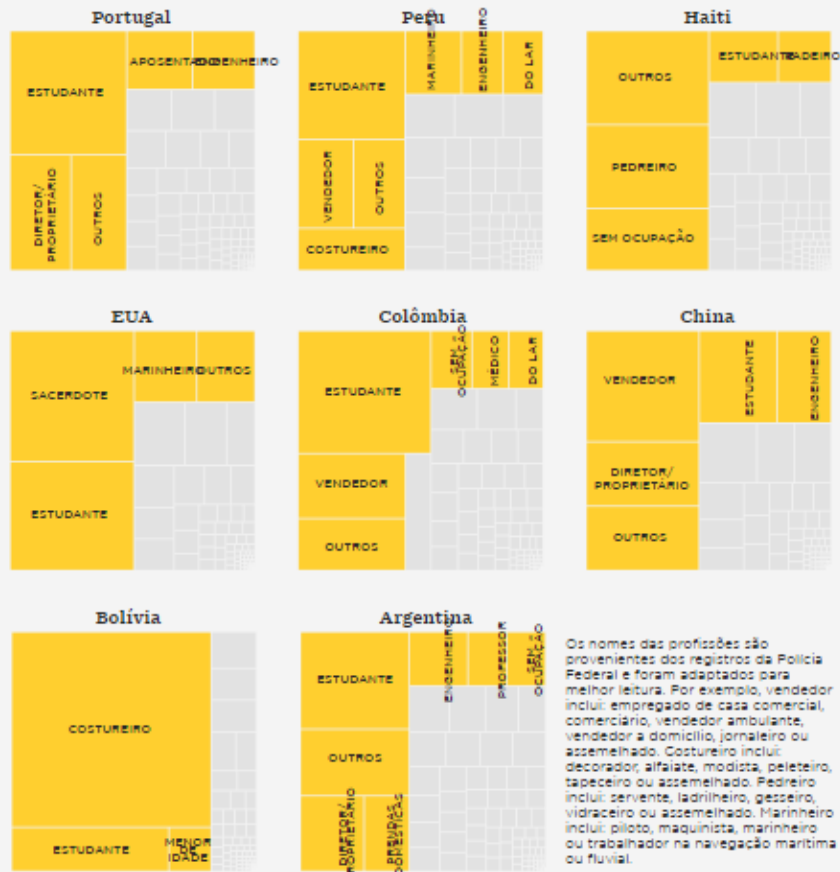 Portugal
ESTUDANTE
APOSENTADO
ENGENHEIRO
DIRETOR/
PROPRIETÁRIO
OUTROS
Peru
ESTUDANTE
MARINHEIRO
ENGENHEIRO
DO LAR
VENDEDOR
OUTROS
COSTUREIRO
Haiti
OUTROS
ESTUDANTE
PADEIRO
PEDREIRO
SEM OCUPAÇÃO
EUA
SACERDOTE
MARINHEIRO
OUTROS
ESTUDANTE
Colômbia
ESTUDANTE
SEM
OCUPAÇÃO
MÉDICO
DO LAR
VENDEDOR
OUTROS
China
VENDEDOR
ESTUDANTE
ENGENHEIRO
DIRETOR/
PROPRIETÁRIO
OUTROS
Bolívia
COSTUREIRO
ESTUDANTE
MENOR
DE
IDADE
Argentina
ESTUDANTE
ENGENHEIRO
PROFESSOR
SEM
OCUPAÇÃO
OUTROS
DIRETOR/
PROPRIETÁRIO
PRENDAS
DOMÉSTICAS
Os nomes das profissões são
provenientes dos registros da Polícia
Federal e foram adaptados para
melhor leitura. Por exemplo, vendedor
inclui: empregado de casa comercial,
comerciário, vendedor ambulante,
vendedor a domicílio, jornaleiro ou
assemelhado. Costureiro inclui:
decorador, alfaiate, modista, peleteiro,
tapeceiro ou assemelhado. Pedreiro
inclui: servente, ladrilheiro, gesseiro,
vidraceiro ou assemelhado. Marinheiro
inclui: piloto, maquinista, marinheiro
ou trabalhador na navegação marítima
ou fluvial.